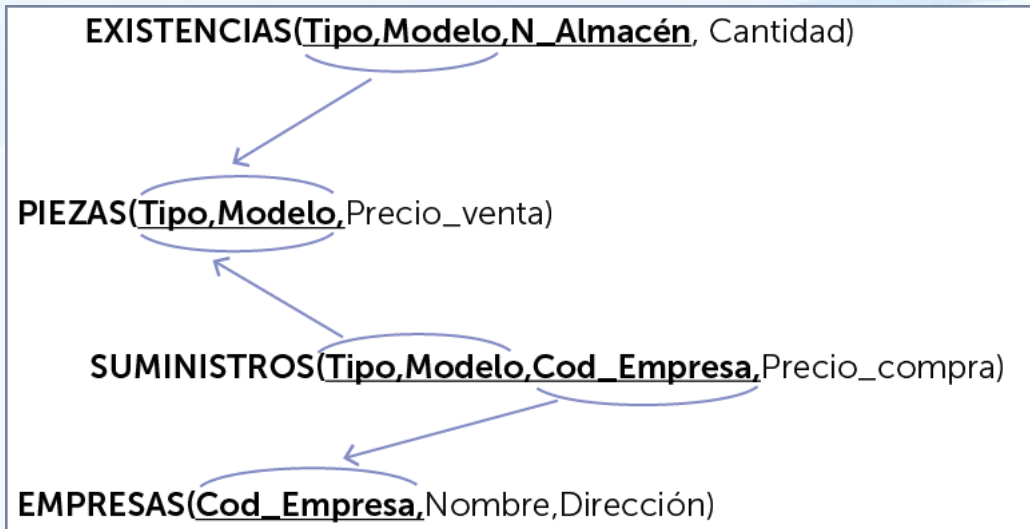 EXISTENCIAS(Tipo,Modelo,N_Almacén, Cantidad)
PIEZAS(Tipo,Modelo,Precio_venta)
SUMINISTROS(Tipo,Modelo,Cod_Empresa,Precio_compra)
EMPRESAS(Cod_Empresa,Nombre,Dirección)